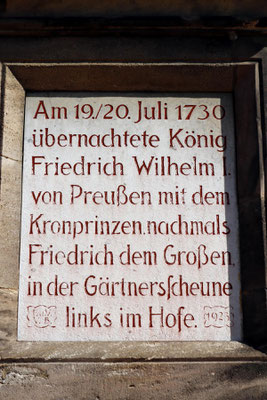 Am 19./20. Juli 1730
übernachtete König
Friedrich Wilhelm I.
von Preußen mit dem
Kronprinzen, nachmals
Friedrich dem Großen,
in der Gärtnerſcheune
links im Hofe. 1923